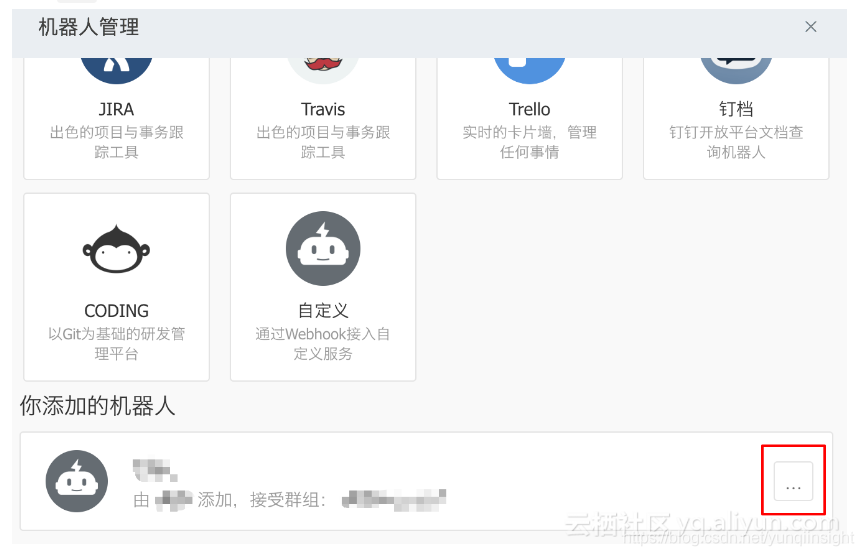 机器人管理
JIRA
出色的项目与事务跟
踪工具
Travis
出色的项目与事务跟
踪工具
Trello
实时的卡片墙，管理
任何事情
钉档
钉钉开放平台文档查
询机器人
CODING
以Git为基础的研发管
理平台
自定义
通过Webhook接入自
定义服务
你添加的机器人
由 添加，接受群组：
...
云栖社区 yq.aliyun.com
https://blog.csdn.net/yunqiinsight